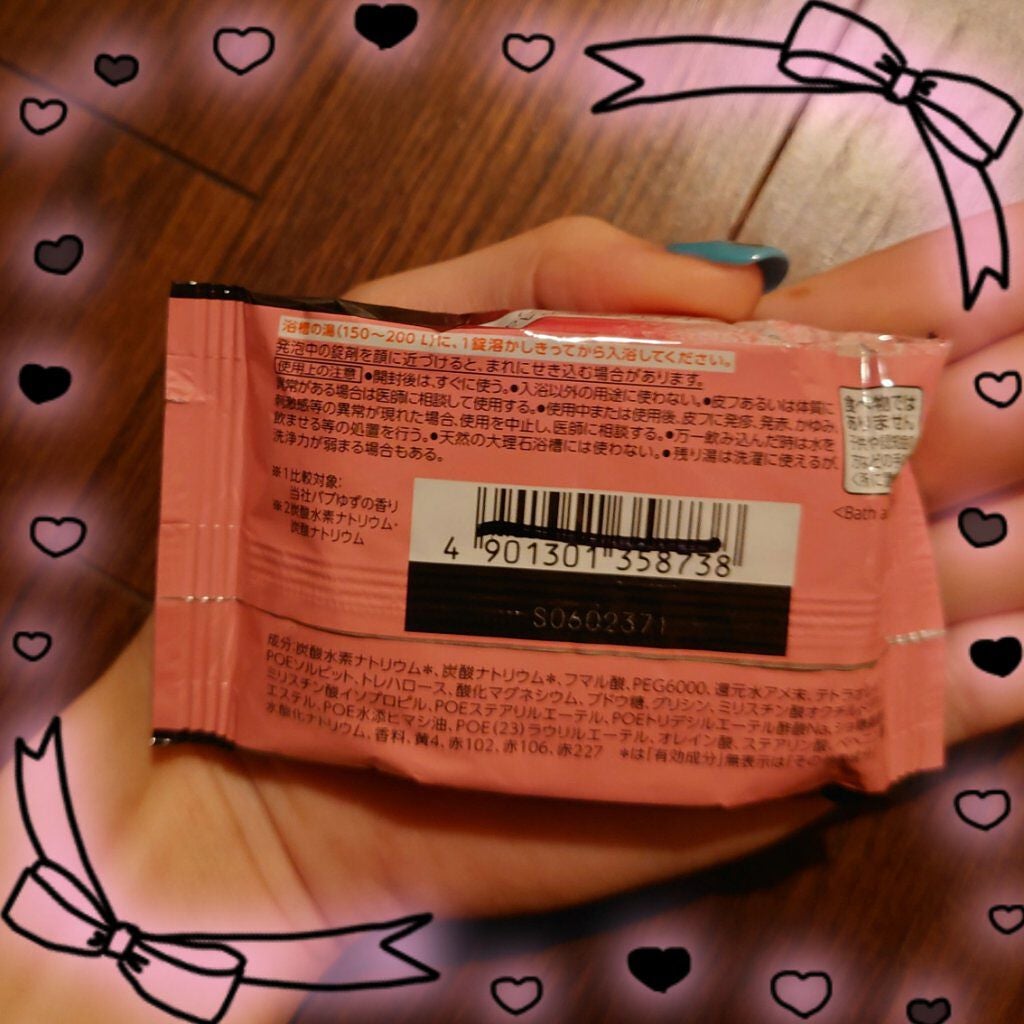 浴槽の湯(150～200 L)に、1錠溶かしきってから入浴してください。
発泡中の錠剤を顔に近づけると、まれにせき込む場合があります。
使用上の注意 ●開封後は、すぐに使う。●入浴以外の用途に使わない。●皮フあるいは体質に
異常がある場合は医師に相談して使用する。●使用中または使用後、皮フに発疹、発赤、かゆみ、
刺激感等の異常が現れた場合、使用を中止し、医師に相談する。●万一飲み込んだ時は水を
飲ませる等の処置を行う。●天然の大理石浴槽には使わない。●残り湯は洗濯に使えるが、
洗浄力が弱まる場合もある。
食べ物では
ありません
<Bath a
※1比較対象:
当社バブゆずの香り
※2炭酸水素ナトリウム・
炭酸ナトリウム
4 901301 358738
S0602371
成分:炭酸水素ナトリウム*、炭酸ナトリウム*、フマル酸、PEG6000、還元水アメ末、テトラオ
POEソルビット、トレハロース、酸化マグネシウム、ブドウ糖、グリシン、ミリスチン酸オクチル
ミリスチン酸イソプロピル、POEステアリルエーテル、POEトリデシルエーテル酢酸Na、ショ糖
エステル、POE水添ヒマシ油、POE(23)ラウリルエーテル、オレイン酸、ステアリン酸、
水酸化ナトリウム、香料、黄4、赤102、赤106、赤227 *は「有効成分」無表示は「その